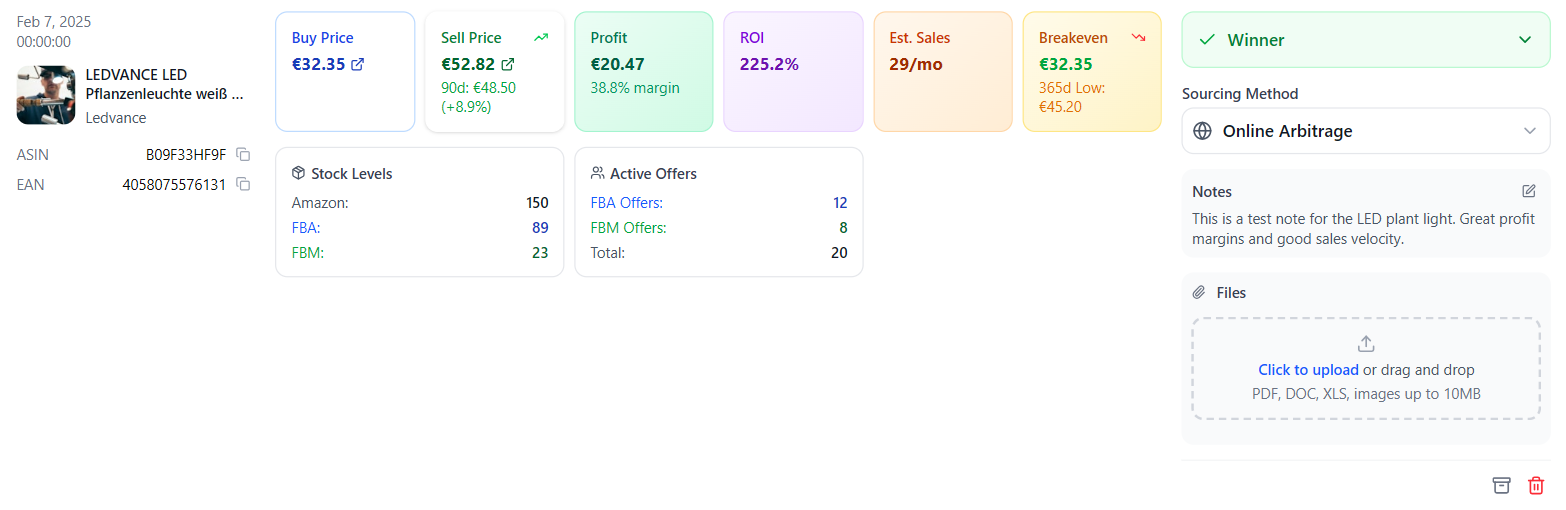 Feb 7, 2025
00:00:00
LEDVANCE LED
Pflanzenleuchte weiß ...
Ledvance
ASIN B09F33HF9F
EAN 4058075576131
Buy Price
€32.35
Sell Price
€52.82
90d: €48.50
(+8.9%)
Profit
€20.47
38.8% margin
ROI
225.2%
Est. Sales
29/mo
Breakeven
€32.35
365d Low:
€45.20
Stock Levels
Amazon: 150
FBA: 89
FBM: 23
Active Offers
FBA Offers: 12
FBM Offers: 8
Total: 20
Winner
Sourcing Method
Online Arbitrage
Notes
This is a test note for the LED plant light. Great profit
margins and good sales velocity.
Files
Click to upload or drag and drop
PDF, DOC, XLS, images up to 10MB